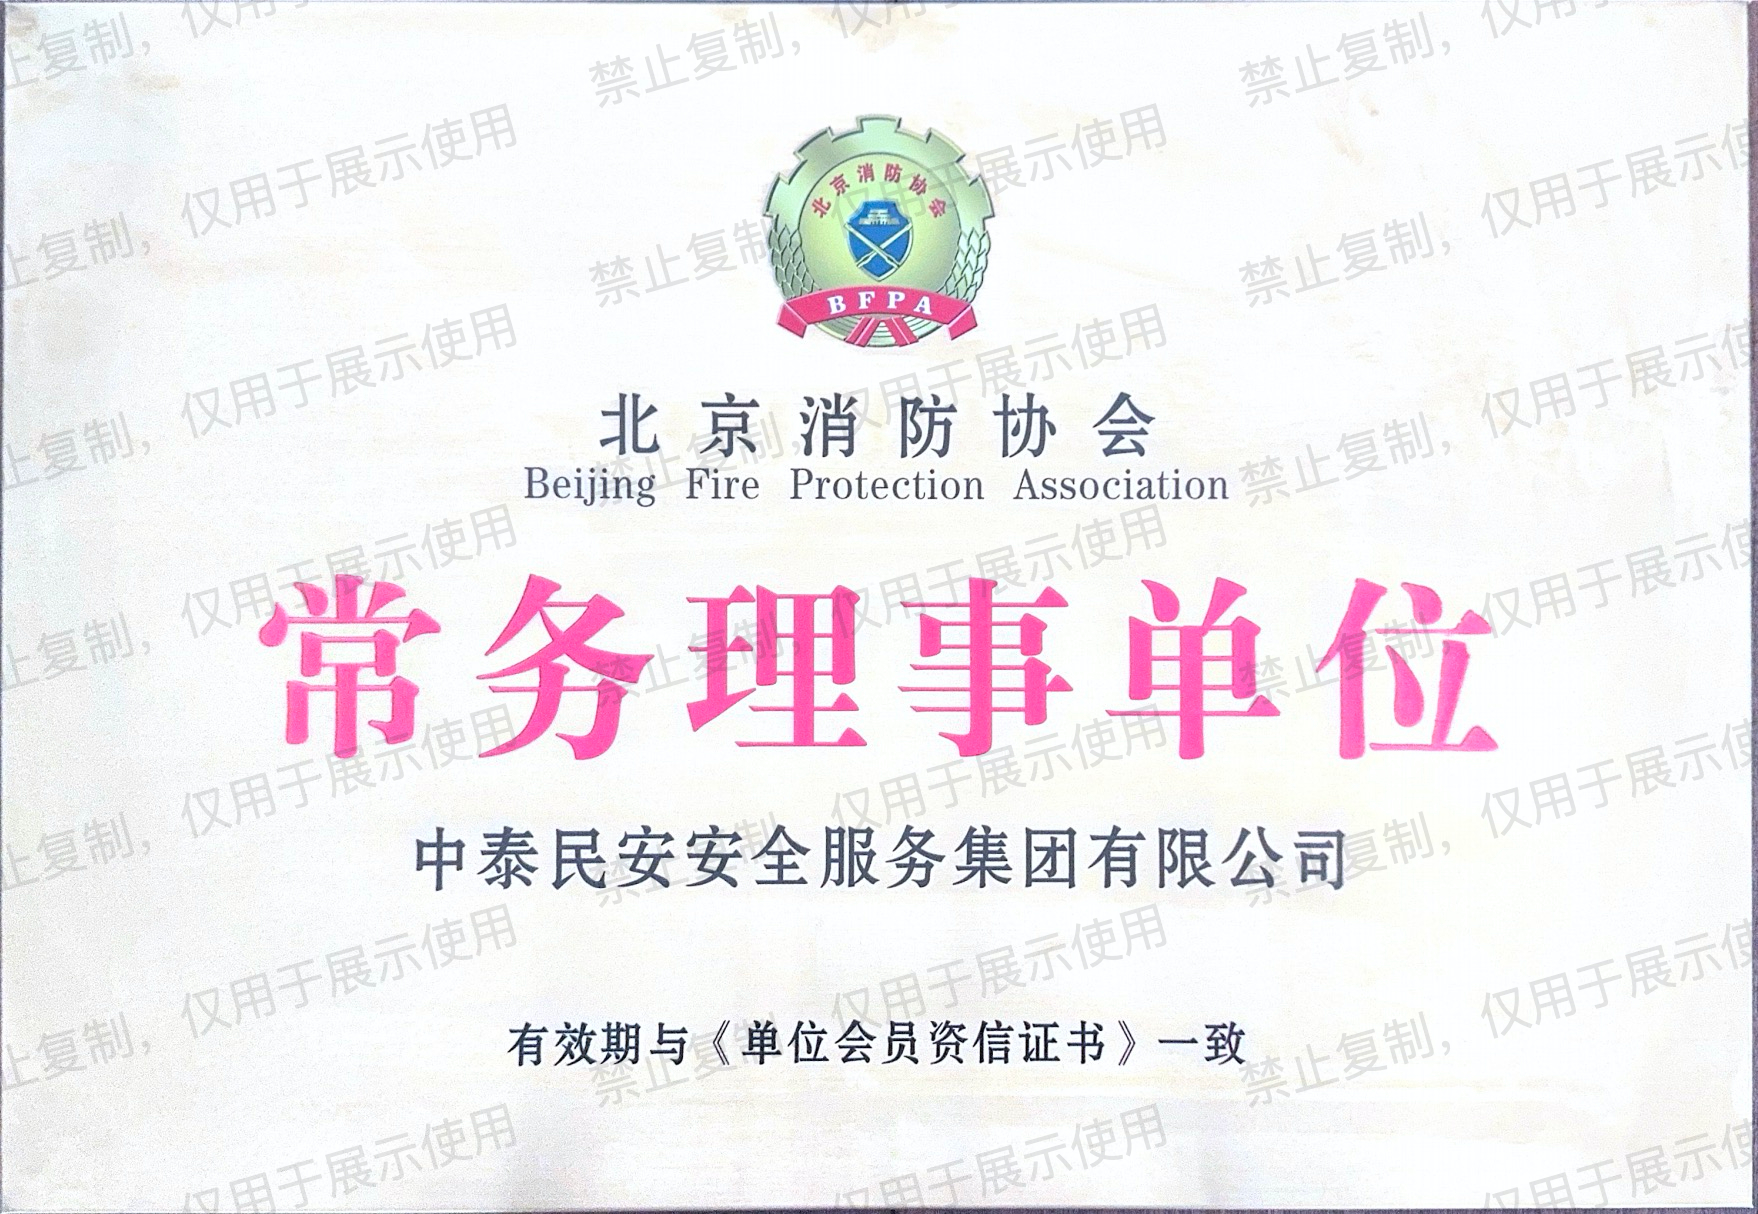 北京消防协会
BFPA
北京消防协会
Beijing Fire Protection Association
常务理事单位
中泰民安安全服务集团有限公司
有效期与《单位会员资信证书》一致
禁止复制，仅用于展示使用